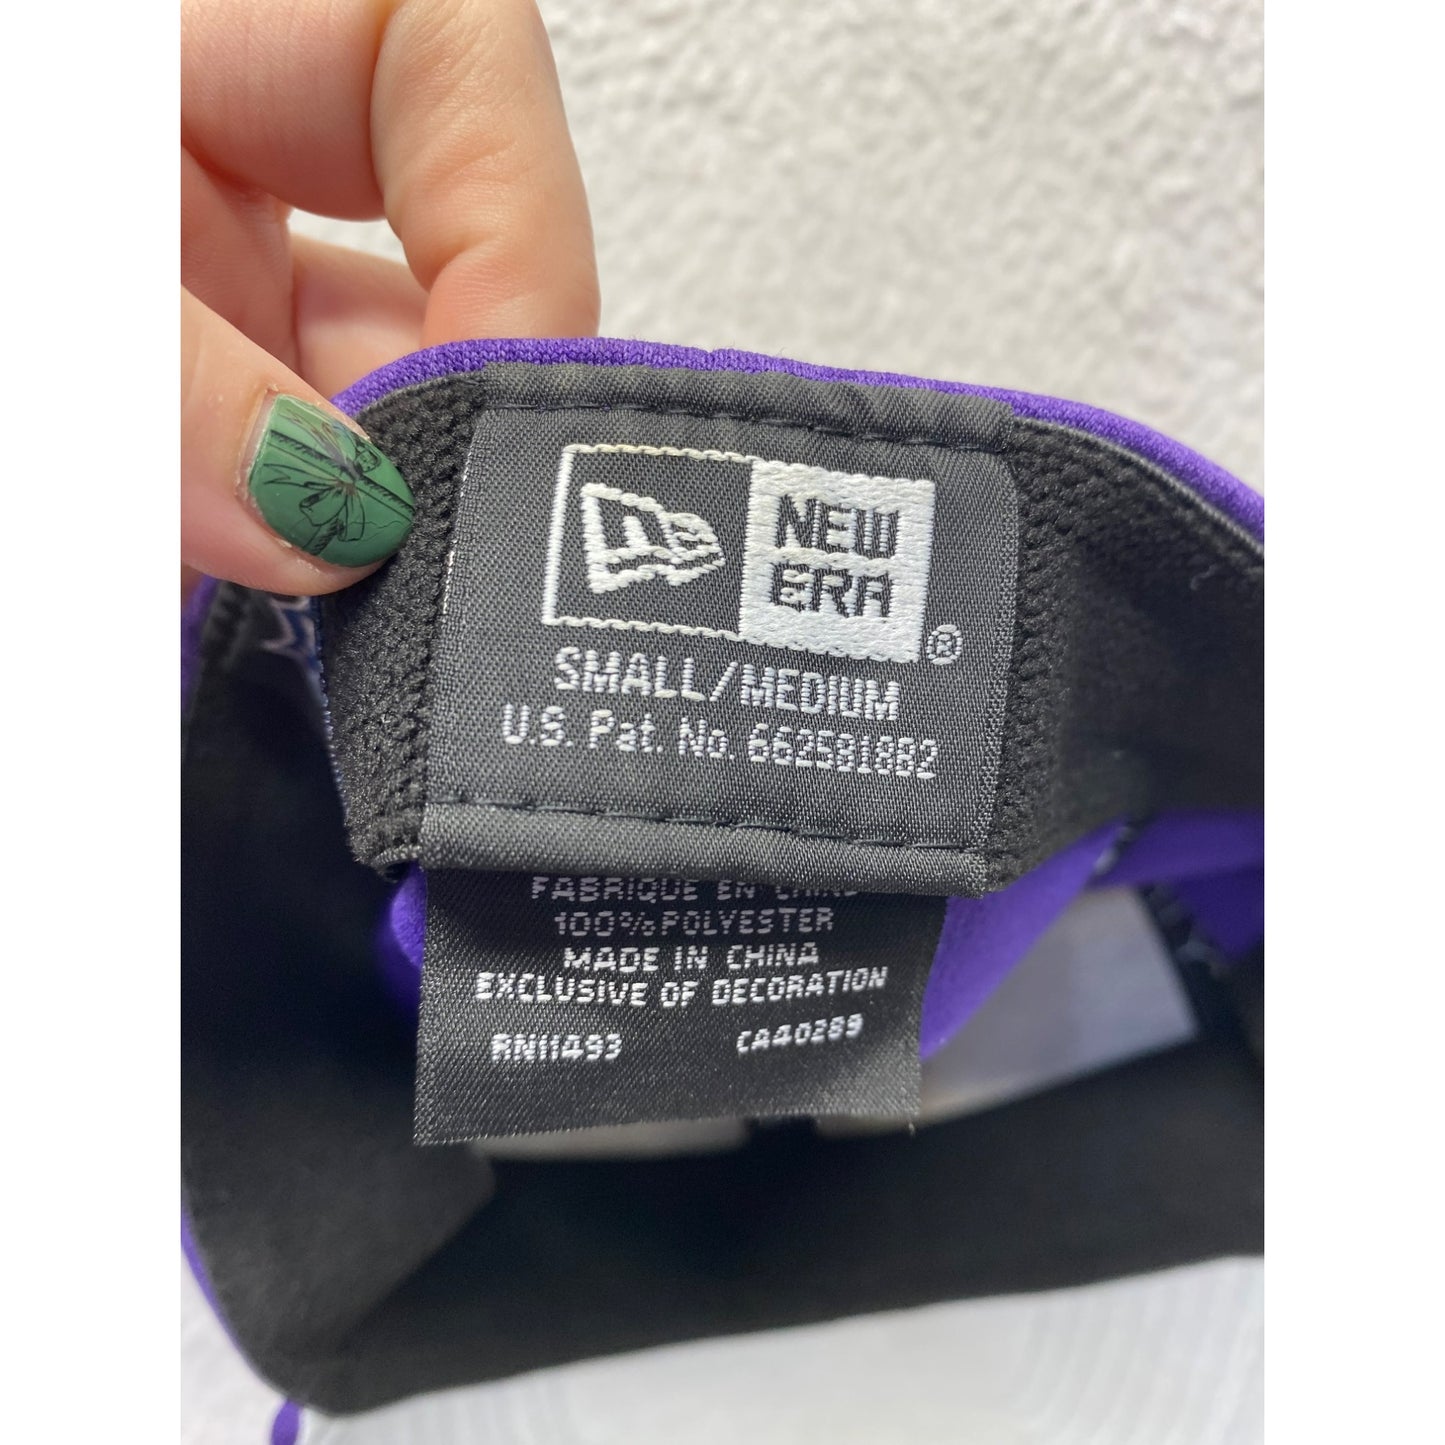 NEW
ERA
®
SMALL/MEDIUM
U.S. Pat. No. 6625818B2
FABRIQUE EN CHINE
100% POLYESTER
MADE IN CHINA
EXCLUSIVE OF DECORATION
RN11493 CA40289